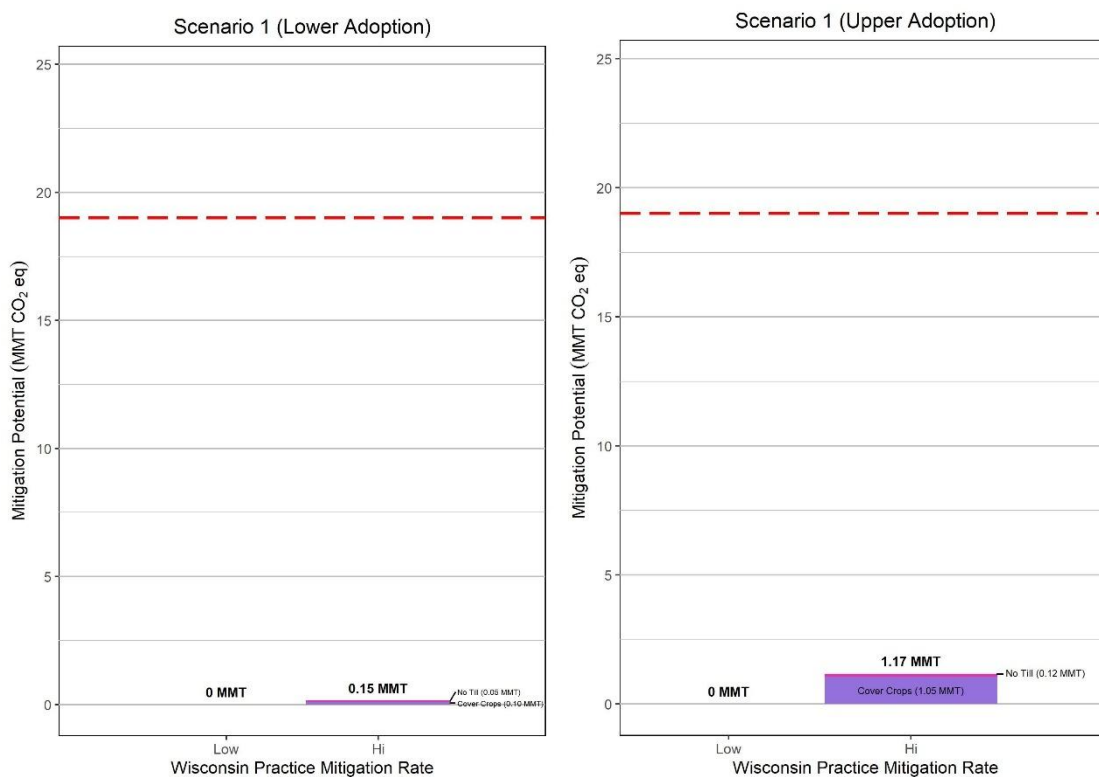 Scenario 1 (Lower Adoption)
Mitigation Potential (MMT CO₂ eq)
25
20
15
10
5
0
0 MMT
0.15 MMT
No Till (0.05 MMT)
Cover Crops (0.10 MMT)
Low
Hi
Wisconsin Practice Mitigation Rate
Scenario 1 (Upper Adoption)
Mitigation Potential (MMT CO₂ eq)
25
20
15
10
5
0
0 MMT
1.17 MMT
No Till (0.12 MMT)
Cover Crops (1.05 MMT)
Low
Hi
Wisconsin Practice Mitigation Rate